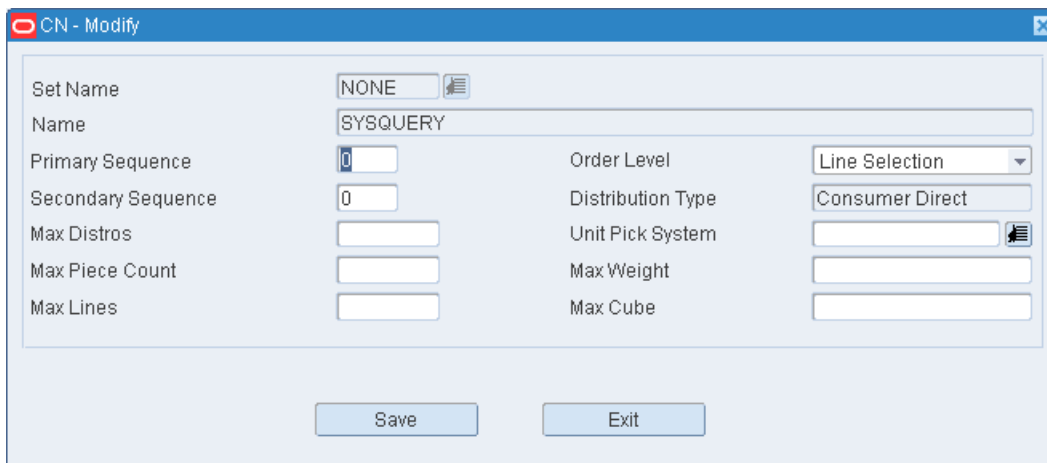 CN - Modify
Set Name NONE
Name SYSQUERY
Primary Sequence 0 Order Level Line Selection
Secondary Sequence 0 Distribution Type Consumer Direct
Max Distros Unit Pick System
Max Piece Count Max Weight
Max Lines Max Cube
Save Exit